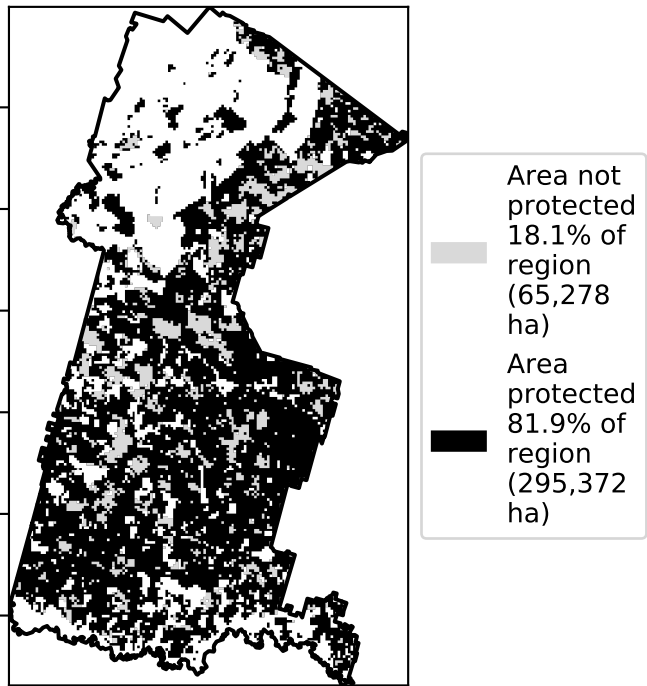 Area not
protected
18.1% of
region
(65,278
ha)
Area
protected
81.9% of
region
(295,372
ha)